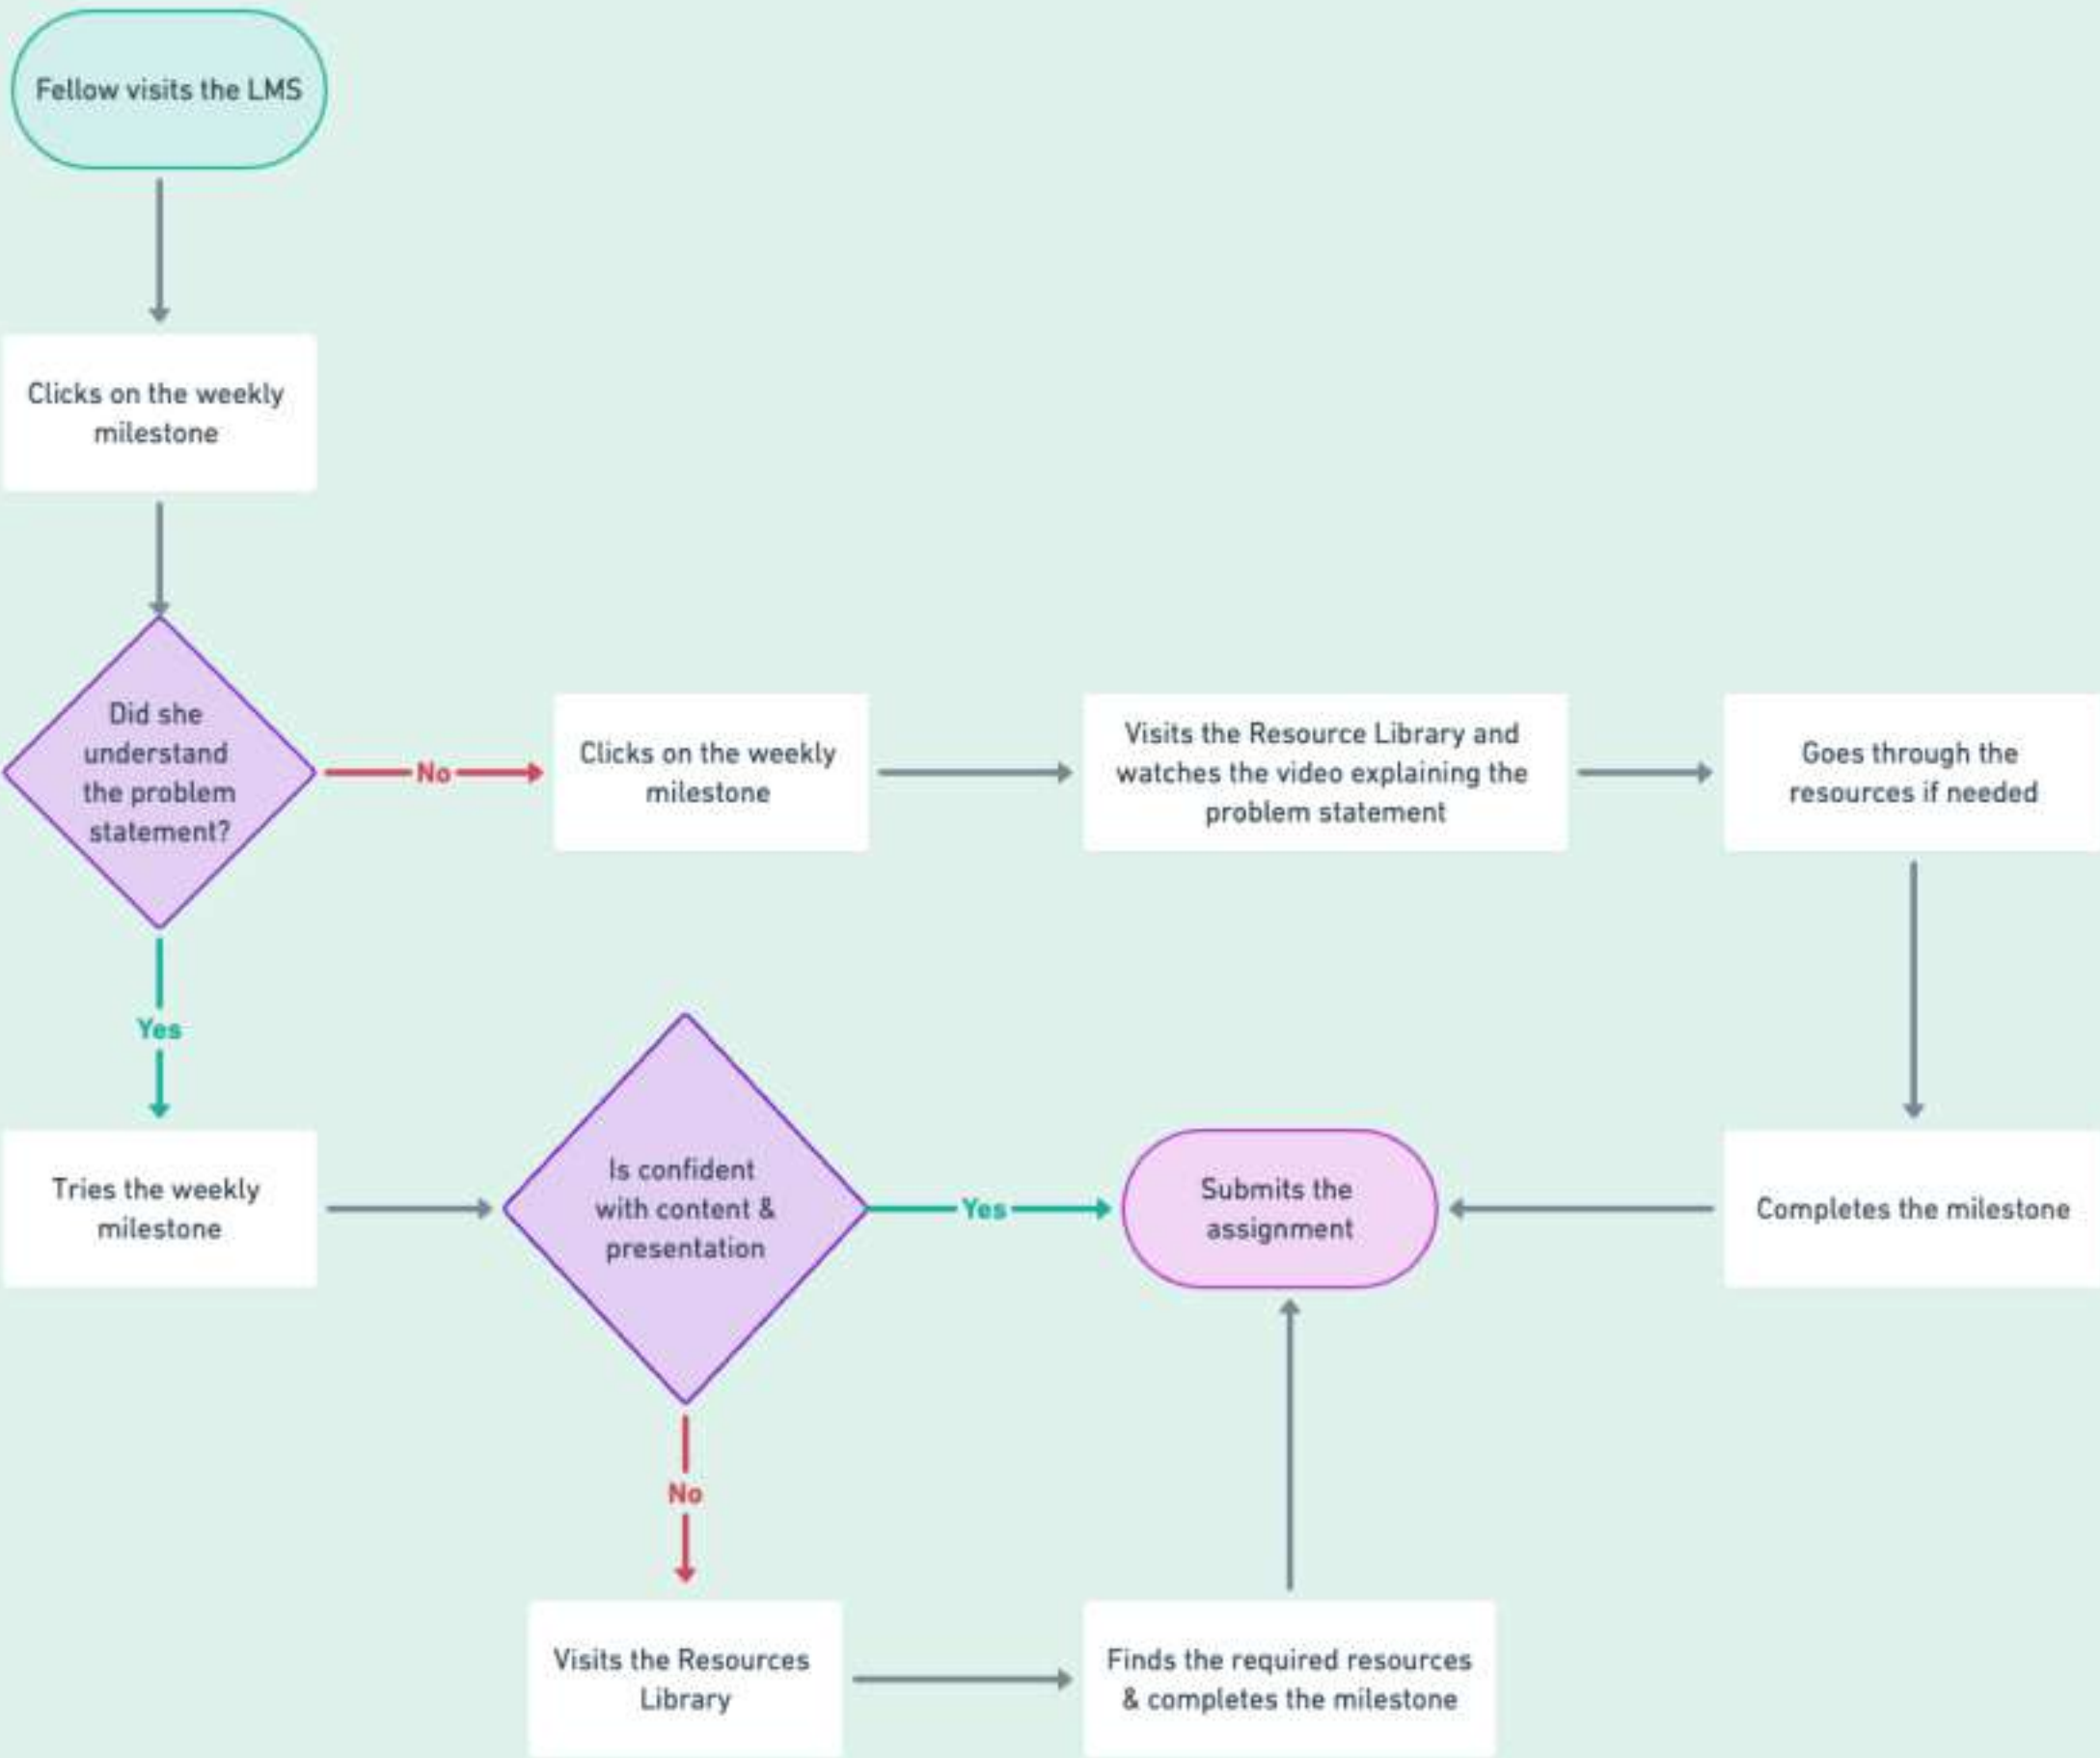 Fellow visits the LMS
Clicks on the weekly
milestone
Did she
understand
the problem
statement?
No
Clicks on the weekly
milestone
Visits the Resource Library and
watches the video explaining the
problem statement
Goes through the
resources if needed
Yes
Tries the weekly
milestone
Is confident
with content &
presentation
Yes
Submits the
assignment
Completes the milestone
No
Visits the Resources
Library
Finds the required resources
& completes the milestone